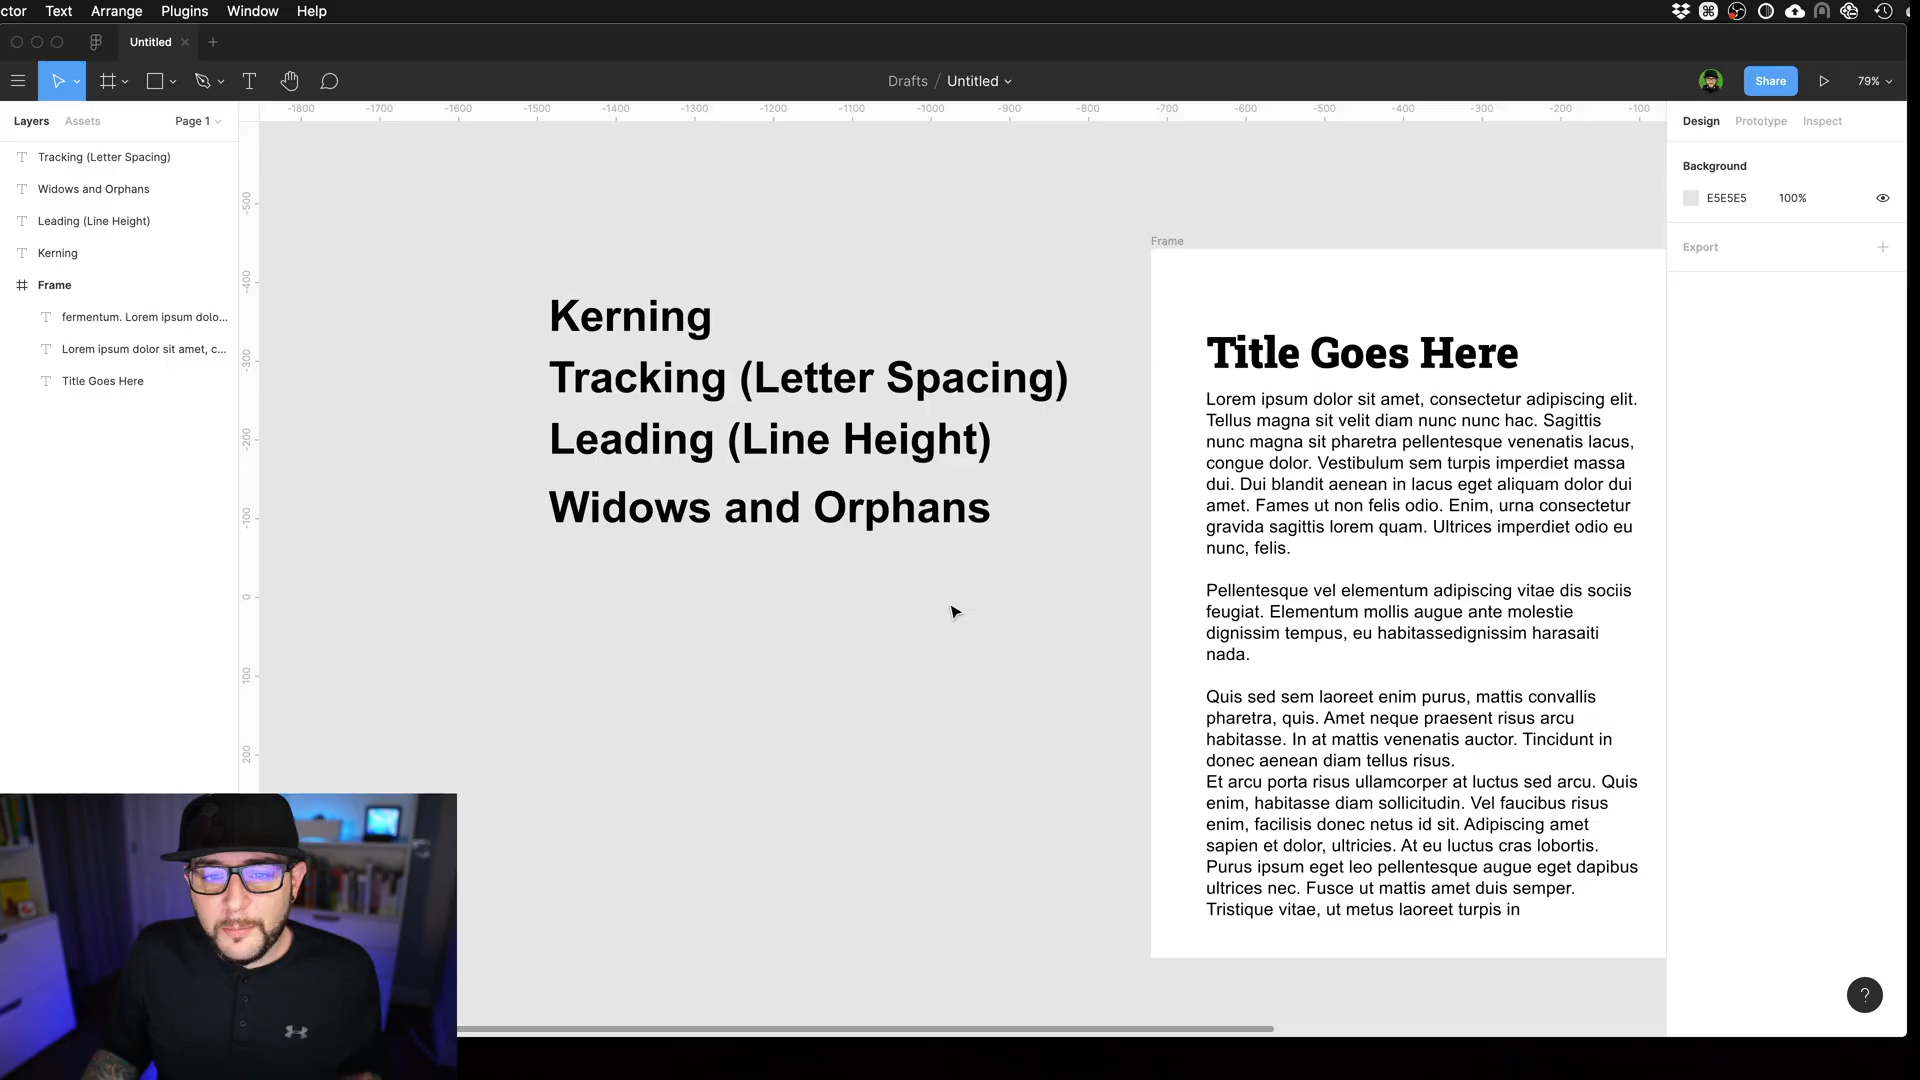 ctor Text Arrange Plugins Window Help
Untitled
Drafts / Untitled
Share
79%
-1800 -1700 -1600 -1500 -1400 -1300 -1200 -1100 -1000 -900 -800 -700 -600 -500 -400 -300 -200 -100
Layers Assets Page 1
Tracking (Letter Spacing)
Widows and Orphans
Leading (Line Height)
Kerning
Frame
fermentum. Lorem ipsum dolo...
Lorem ipsum dolor sit amet, c...
Title Goes Here
-500
-400
-300
-200
-100
0
100
200
Kerning
Tracking (Letter Spacing)
Leading (Line Height)
Widows and Orphans
Frame
Title Goes Here
Lorem ipsum dolor sit amet, consectetur adipiscing elit.
Tellus magna sit velit diam nunc nunc hac. Sagittis
nunc magna sit pharetra pellentesque venenatis lacus,
congue dolor. Vestibulum sem turpis imperdiet massa
dui. Dui blandit aenean in lacus eget aliquam dolor dui
amet. Fames ut non felis odio. Enim, urna consectetur
gravida sagittis lorem quam. Ultrices imperdiet odio eu
nunc, felis.
Pellentesque vel elementum adipiscing vitae dis sociis
feugiat. Elementum mollis augue ante molestie
dignissim tempus, eu habitassedignissim harasaiti
nada.
Quis sed sem laoreet enim purus, mattis convallis
pharetra, quis. Amet neque praesent risus arcu
habitasse. In at mattis venenatis auctor. Tincidunt in
donec aenean diam tellus risus.
Et arcu porta risus ullamcorper at luctus sed arcu. Quis
enim, habitasse diam sollicitudin. Vel faucibus risus
enim, facilisis donec netus id sit. Adipiscing amet
sapien et dolor, ultricies. At eu luctus cras lobortis.
Purus ipsum eget leo pellentesque augue eget dapibus
ultrices nec. Fusce ut mattis amet duis semper.
Tristique vitae, ut metus laoreet turpis in
Design Prototype Inspect
Background
E5E5E5 100%
Export
?